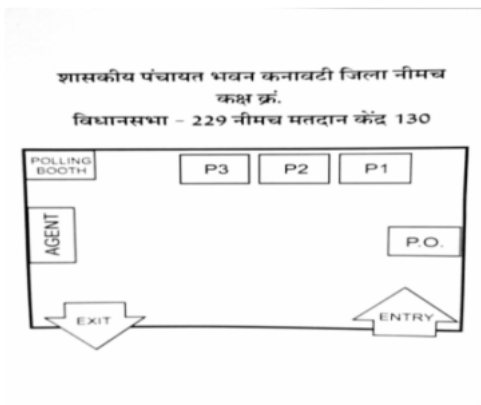 शासकीय पंचायत भवन कनावटी जिला नीमच
कक्ष क्रं.
विधानसभा - 229 नीमच मतदान केंद्र 130
POLLING
BOOTH
P3
P2
P1
AGENT
P.O.
EXIT
ENTRY